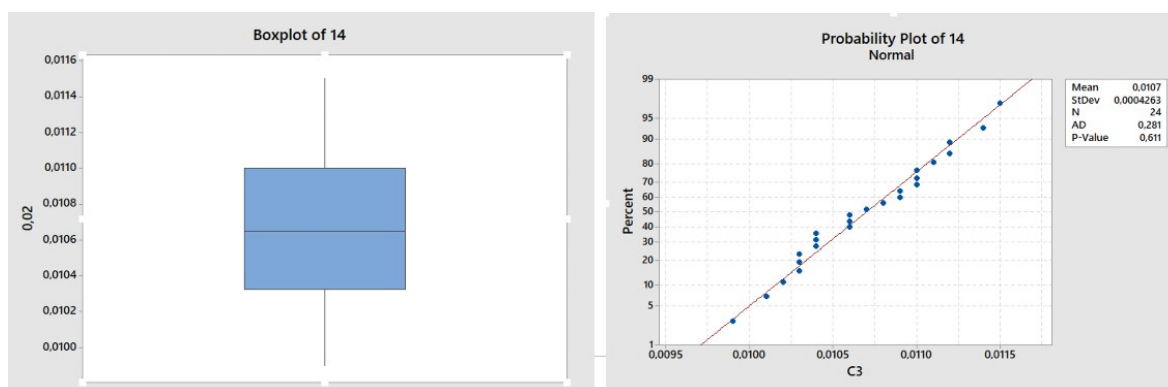 Boxplot of 14
0,0116
0,0114
0,0112
0,0110
0,0108
0,0106
0,0104
0,0102
0,0100
0,02
Probability Plot of 14
Normal
99
95
90
80
70
60
50
40
30
20
10
5
1
Percent
0,0095 0,0100 0,0105 0,0110 0,0115
C3
Mean 0,0107
StDev 0,0004263
N 24
AD 0,281
P-Value 0,611